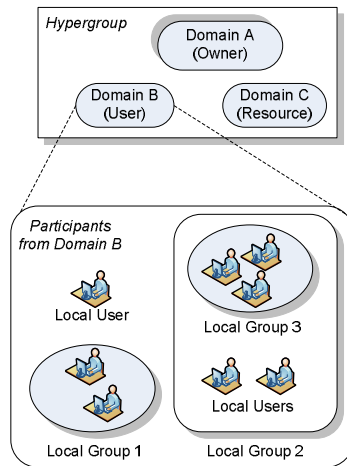 Hypergroup
Domain A
(Owner)
Domain B
(User)
Domain C
(Resource)
Participants
from Domain B
Local User
Local Group 3
Local Users
Local Group 1
Local Group 2